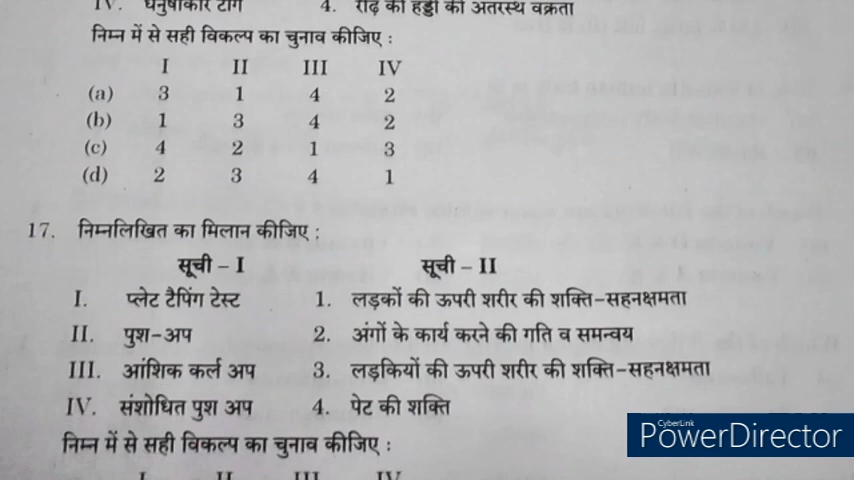 IV. धनुषाकार टाँगें 4. रीढ़ की हड्डी की अंतरस्थ वक्रता
निम्न में से सही विकल्प का चुनाव कीजिए :
I II III IV
(a) 3 1 4 2
(b) 1 3 4 2
(c) 4 2 1 3
(d) 2 3 4 1
17. निम्नलिखित का मिलान कीजिए :
सूची – I सूची – II
I. प्लेट टैपिंग टेस्ट 1. लड़कों की ऊपरी शरीर की शक्ति–सहनक्षमता
II. पुश–अप 2. अंगों के कार्य करने की गति व समन्वय
III. आंशिक कर्ल अप 3. लड़कियों की ऊपरी शरीर की शक्ति–सहनक्षमता
IV. संशोधित पुश अप 4. पेट की शक्ति
निम्न में से सही विकल्प का चुनाव कीजिए :
I II III IV
CyberLink
PowerDirector